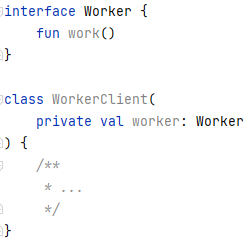 interface Worker {
    fun work()
}

class WorkerClient(
    private val worker: Worker
) {
    /**
     * ...
     */
}